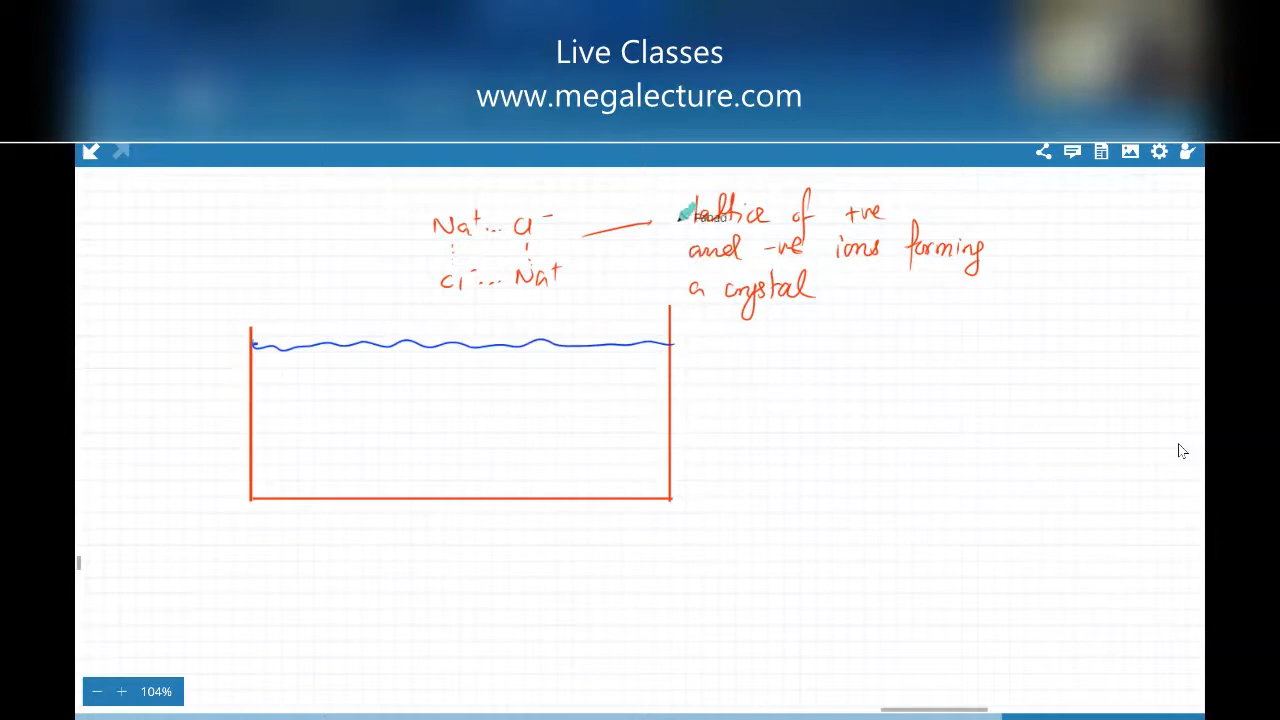 Live Classes
www.megalecture.com
Na⁺... Cl⁻
Cl⁻... Na⁺
lattice of +ve
and -ve ions forming
a crystal
104%